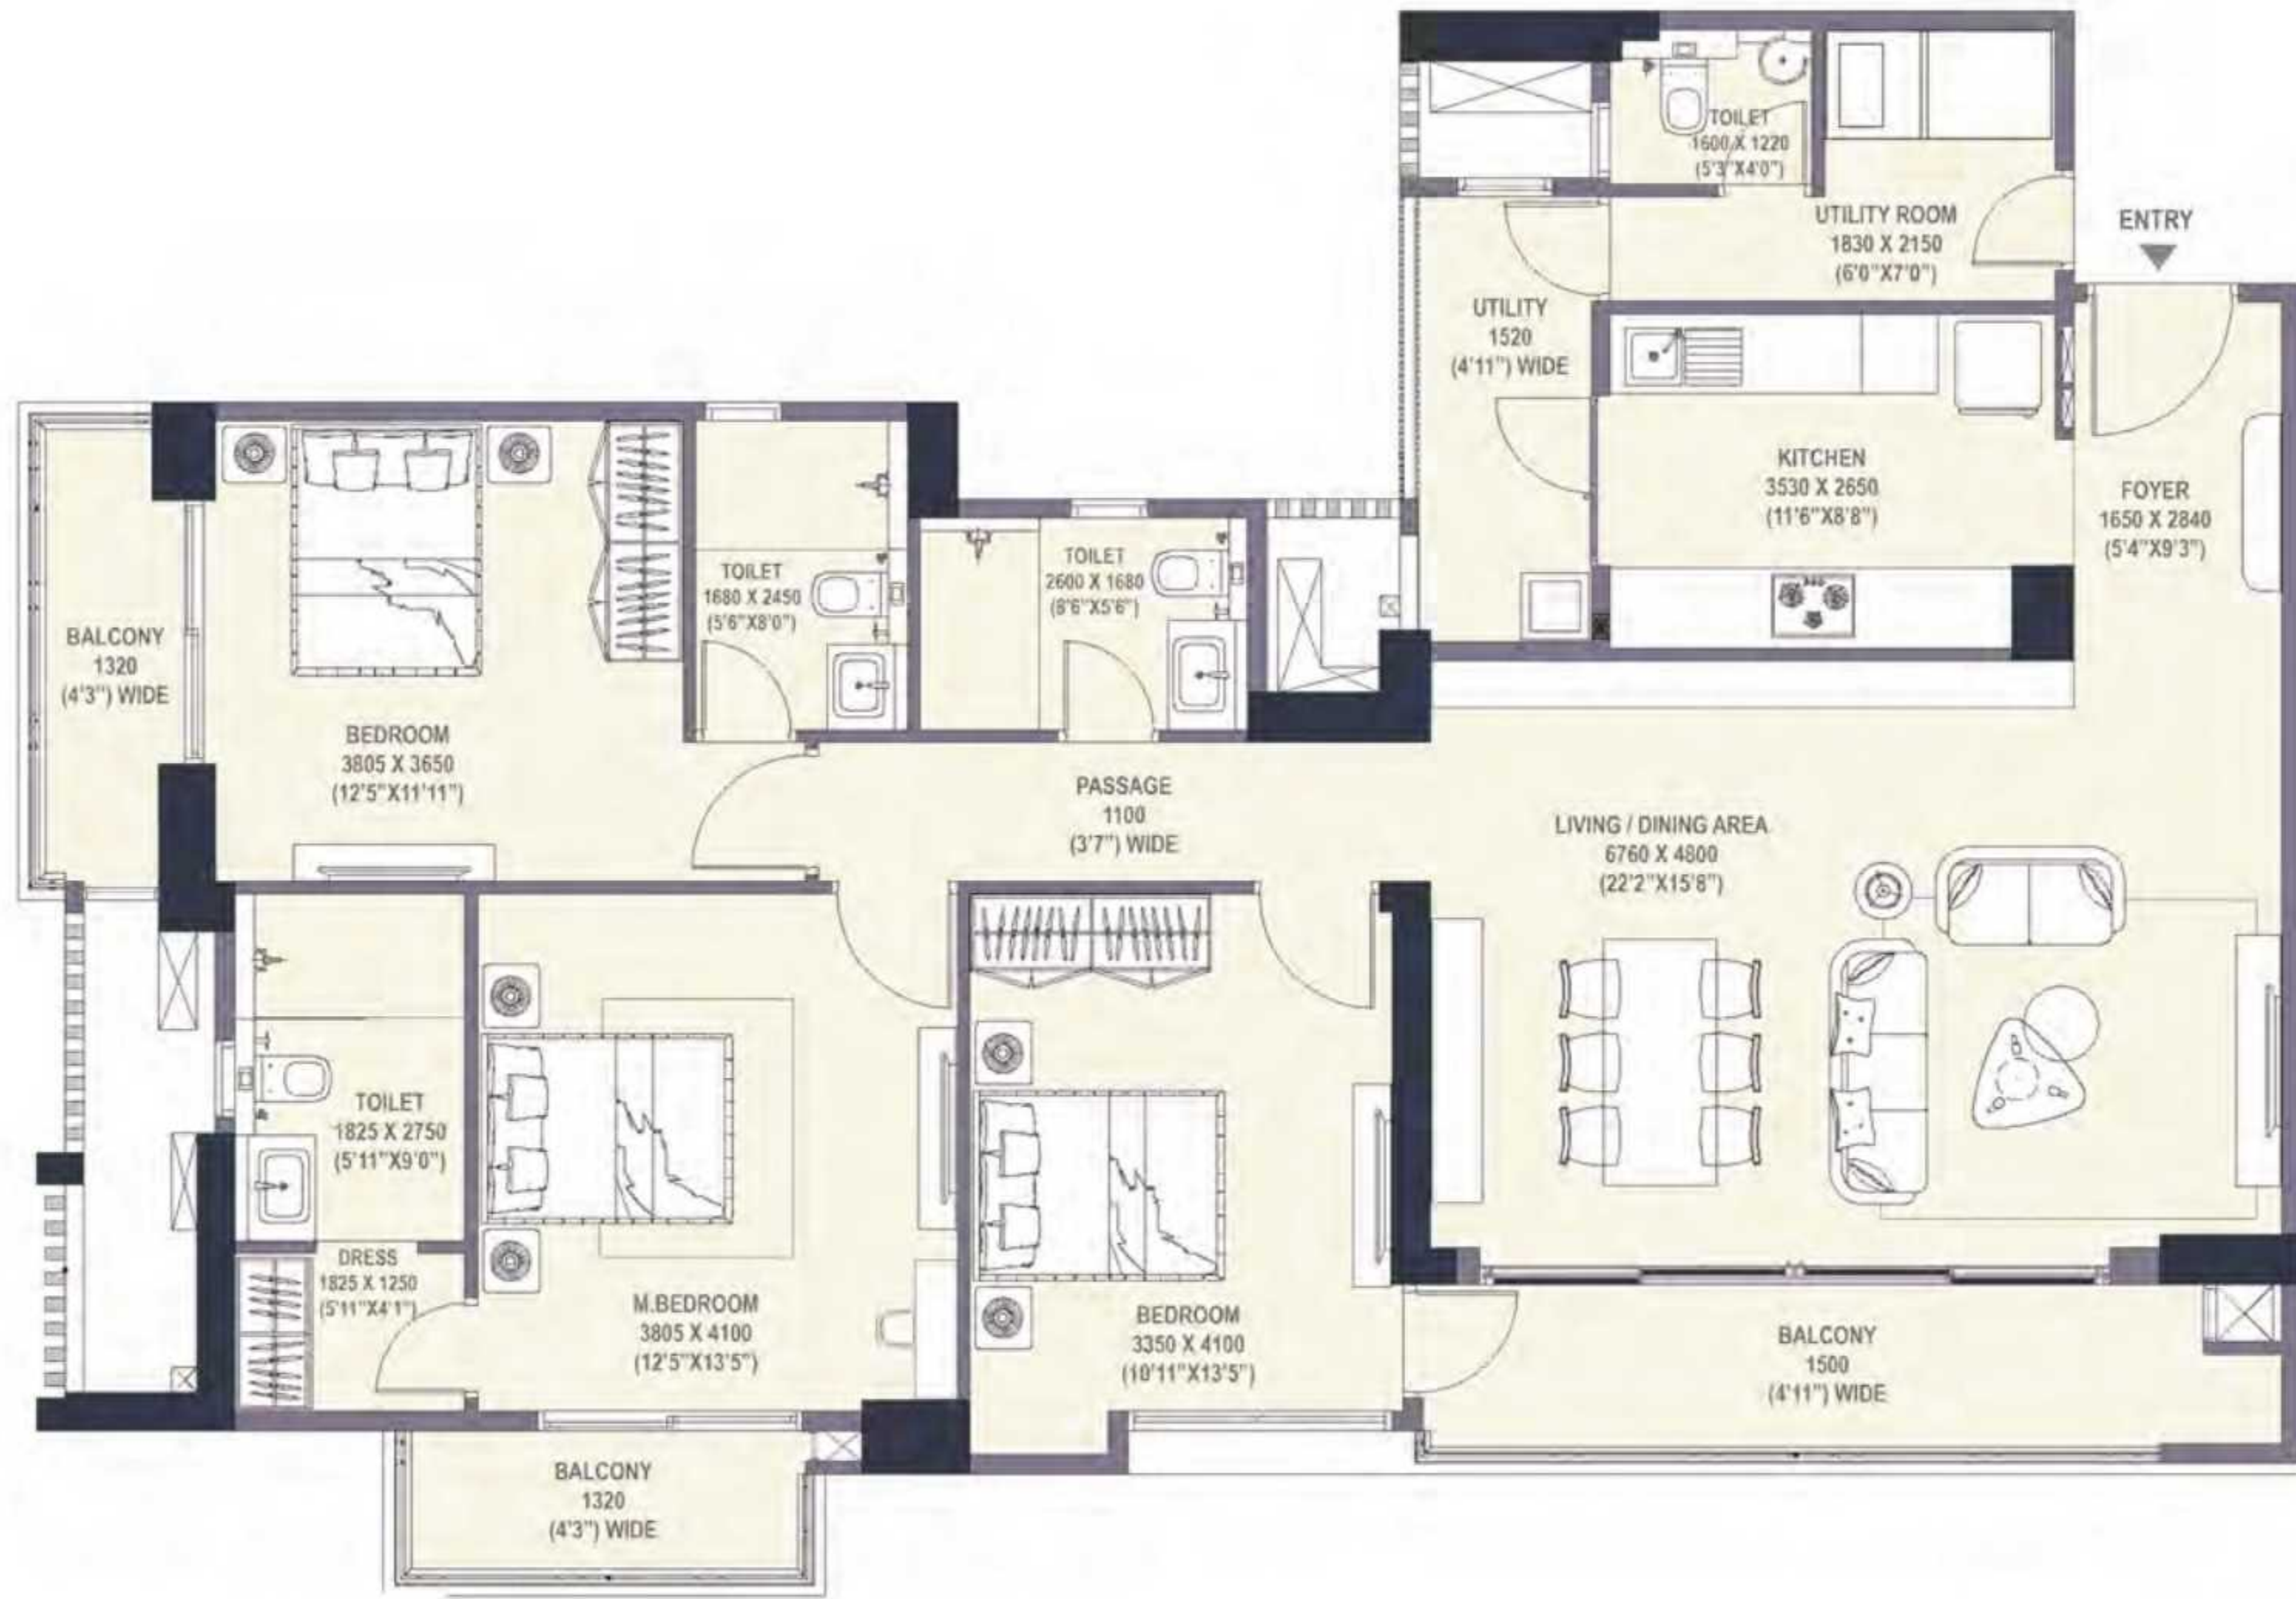 TOILET
1600 X 1220
(5'3"X4'0")
UTILITY ROOM
1830 X 2150
(6'0"X7'0")
ENTRY
UTILITY
1520
(4'11") WIDE
KITCHEN
3530 X 2650
(11'6"X8'8")
FOYER
1650 X 2840
(5'4"X9'3")
BALCONY
1320
(4'3") WIDE
BEDROOM
3805 X 3650
(12'5"X11'11")
TOILET
1680 X 2450
(5'6"X8'0")
TOILET
2600 X 1680
(8'6"X5'6")
PASSAGE
1100
(3'7") WIDE
LIVING / DINING AREA
6760 X 4800
(22'2"X15'8")
TOILET
1825 X 2750
(5'11"X9'0")
DRESS
1825 X 1250
(5'11"X4'1")
M.BEDROOM
3805 X 4100
(12'5"X13'5")
BEDROOM
3350 X 4100
(10'11"X13'5")
BALCONY
1500
(4'11") WIDE
BALCONY
1320
(4'3") WIDE